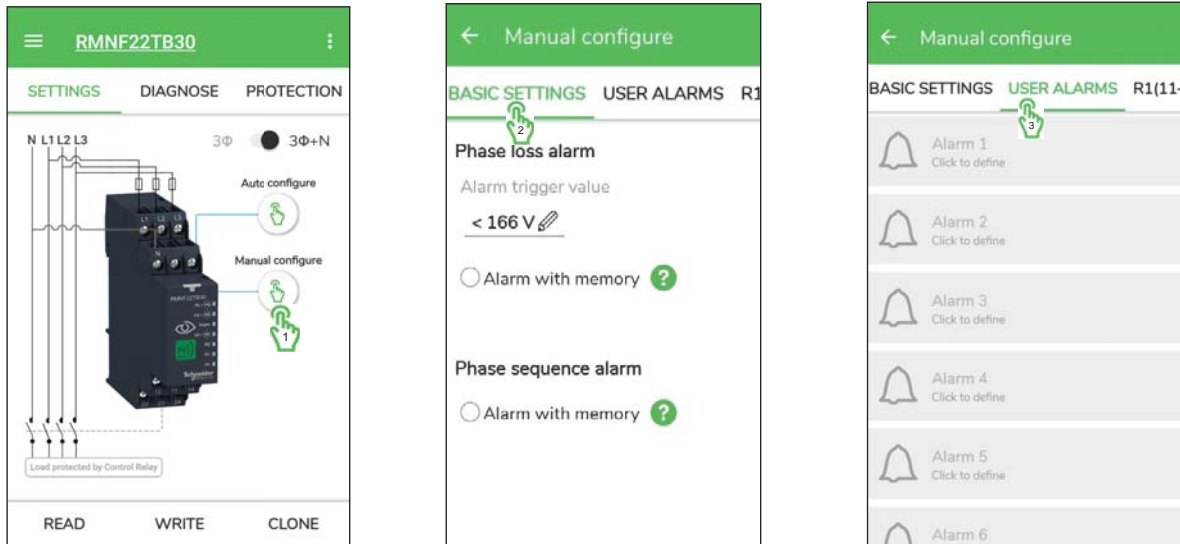 RMNF22TB30
SETTINGS DIAGNOSE PROTECTION
N L1 L2 L3
3Φ 3Φ+N
Auto configure
L1 L2 L3
N
Manual configure
1
Schneider
Load protected by Control Relay
READ WRITE CLONE
Manual configure
BASIC SETTINGS USER ALARMS R1
2
Phase loss alarm
Alarm trigger value
< 166 V
Alarm with memory ?
Phase sequence alarm
Alarm with memory ?
Manual configure
BASIC SETTINGS USER ALARMS R1(11-
3
Alarm 1
Click to define
Alarm 2
Click to define
Alarm 3
Click to define
Alarm 4
Click to define
Alarm 5
Click to define
Alarm 6